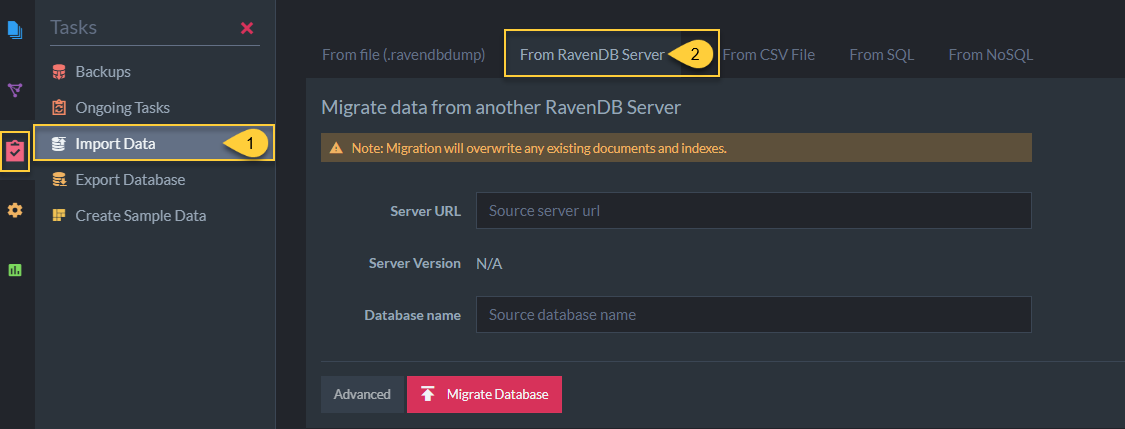 Tasks
Backups
Ongoing Tasks
Import Data
1
Export Database
Create Sample Data
From file (.ravendbdump)
From RavenDB Server
2
From CSV File
From SQL
From NoSQL
Migrate data from another RavenDB Server
Note: Migration will overwrite any existing documents and indexes.
Server URL
Source server url
Server Version
N/A
Database name
Source database name
Advanced
Migrate Database